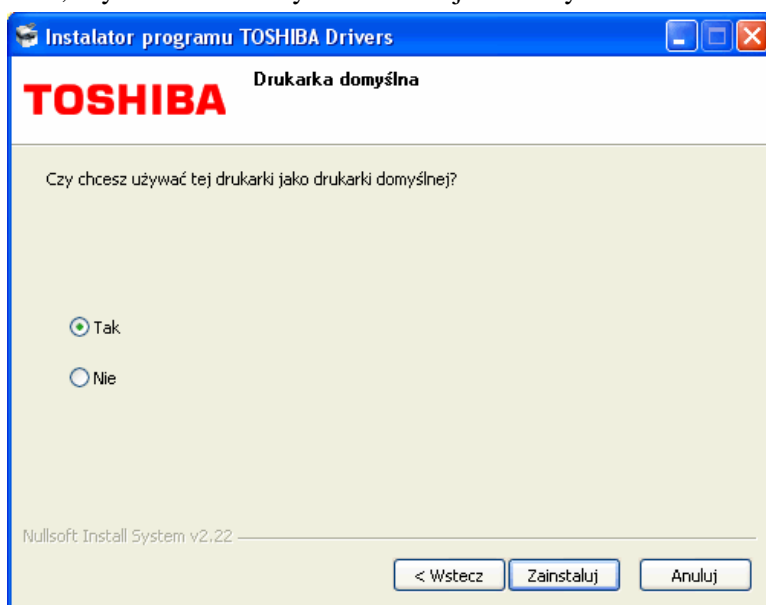 Instalator programu TOSHIBA Drivers
TOSHIBA
Drukarka domyślna
Czy chcesz używać tej drukarki jako drukarki domyślnej?
Tak
Nie
Nullsoft Install System v2.22
< Wstecz
Zainstaluj
Anuluj